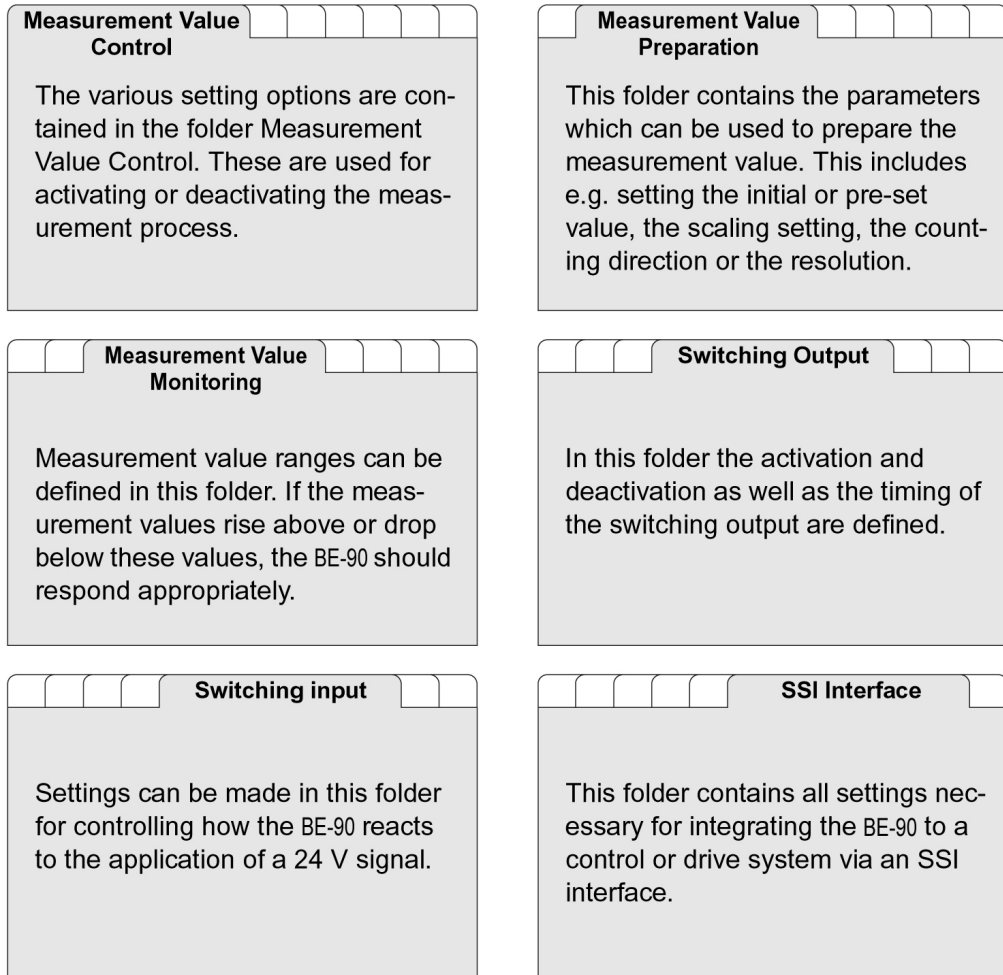 Measurement Value
Control
The various setting options are con-
tained in the folder Measurement
Value Control. These are used for
activating or deactivating the meas-
urement process.
Measurement Value
Preparation
This folder contains the parameters
which can be used to prepare the
measurement value. This includes
e.g. setting the initial or pre-set
value, the scaling setting, the count-
ing direction or the resolution.
Measurement Value
Monitoring
Measurement value ranges can be
defined in this folder. If the meas-
urement values rise above or drop
below these values, the BE-90 should
respond appropriately.
Switching Output
In this folder the activation and
deactivation as well as the timing of
the switching output are defined.
Switching input
Settings can be made in this folder
for controlling how the BE-90 reacts
to the application of a 24 V signal.
SSI Interface
This folder contains all settings nec-
essary for integrating the BE-90 to a
control or drive system via an SSI
interface.